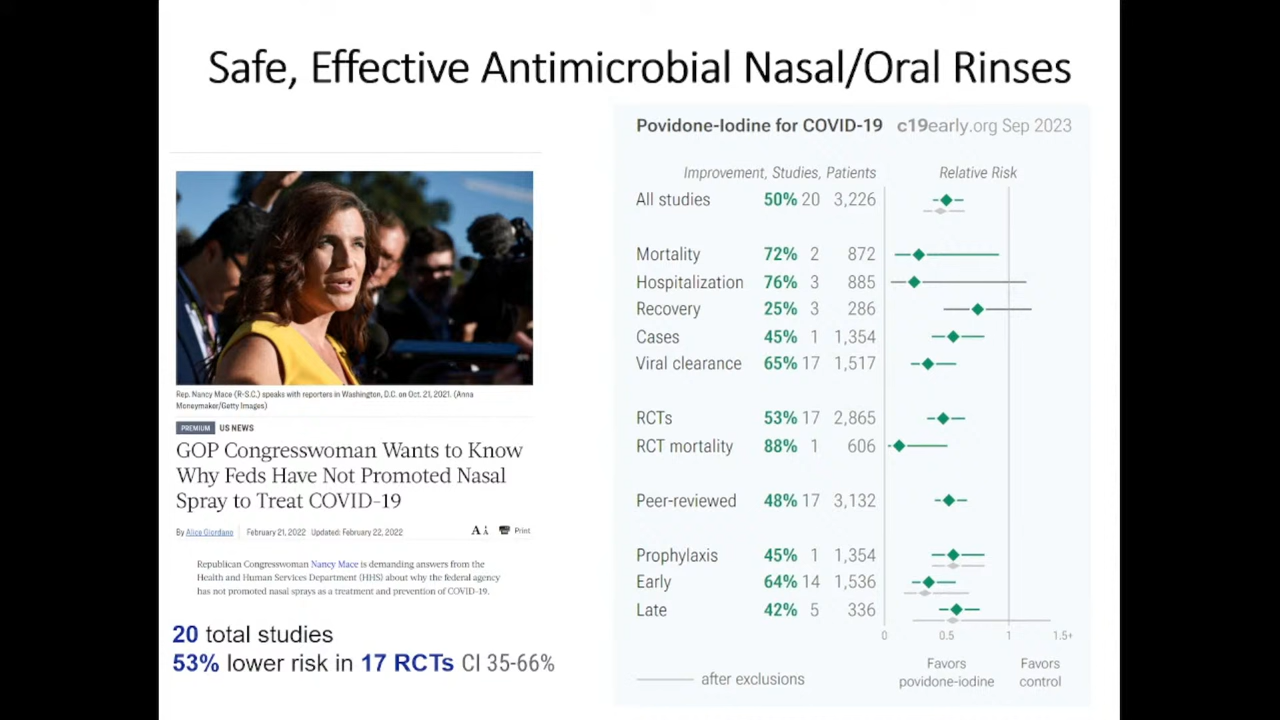 Safe, Effective Antimicrobial Nasal/Oral Rinses
Rep. Nancy Mace (R-S.C.) speaks with reporters in Washington, D.C. on Oct. 21, 2021. (Anna
Moneymaker/Getty Images)
PREMIUM US NEWS
GOP Congresswoman Wants to Know
Why Feds Have Not Promoted Nasal
Spray to Treat COVID-19
By Alice Giordano February 21, 2022 Updated: February 22, 2022 Print
Republican Congresswoman Nancy Mace is demanding answers from the
Health and Human Services Department (HHS) about why the federal agency
has not promoted nasal sprays as a treatment and prevention of COVID-19.
20 total studies
53% lower risk in 17 RCTs CI 35-66%
Povidone-Iodine for COVID-19 c19early.org Sep 2023
Improvement, Studies, Patients Relative Risk
All studies 50% 20 3,226
Mortality 72% 2 872
Hospitalization 76% 3 885
Recovery 25% 3 286
Cases 45% 1 1,354
Viral clearance 65% 17 1,517
RCTs 53% 17 2,865
RCT mortality 88% 1 606
Peer-reviewed 48% 17 3,132
Prophylaxis 45% 1 1,354
Early 64% 14 1,536
Late 42% 5 336
0 0.5 1 1.5+
Favors Favors
povidone-iodine control
after exclusions